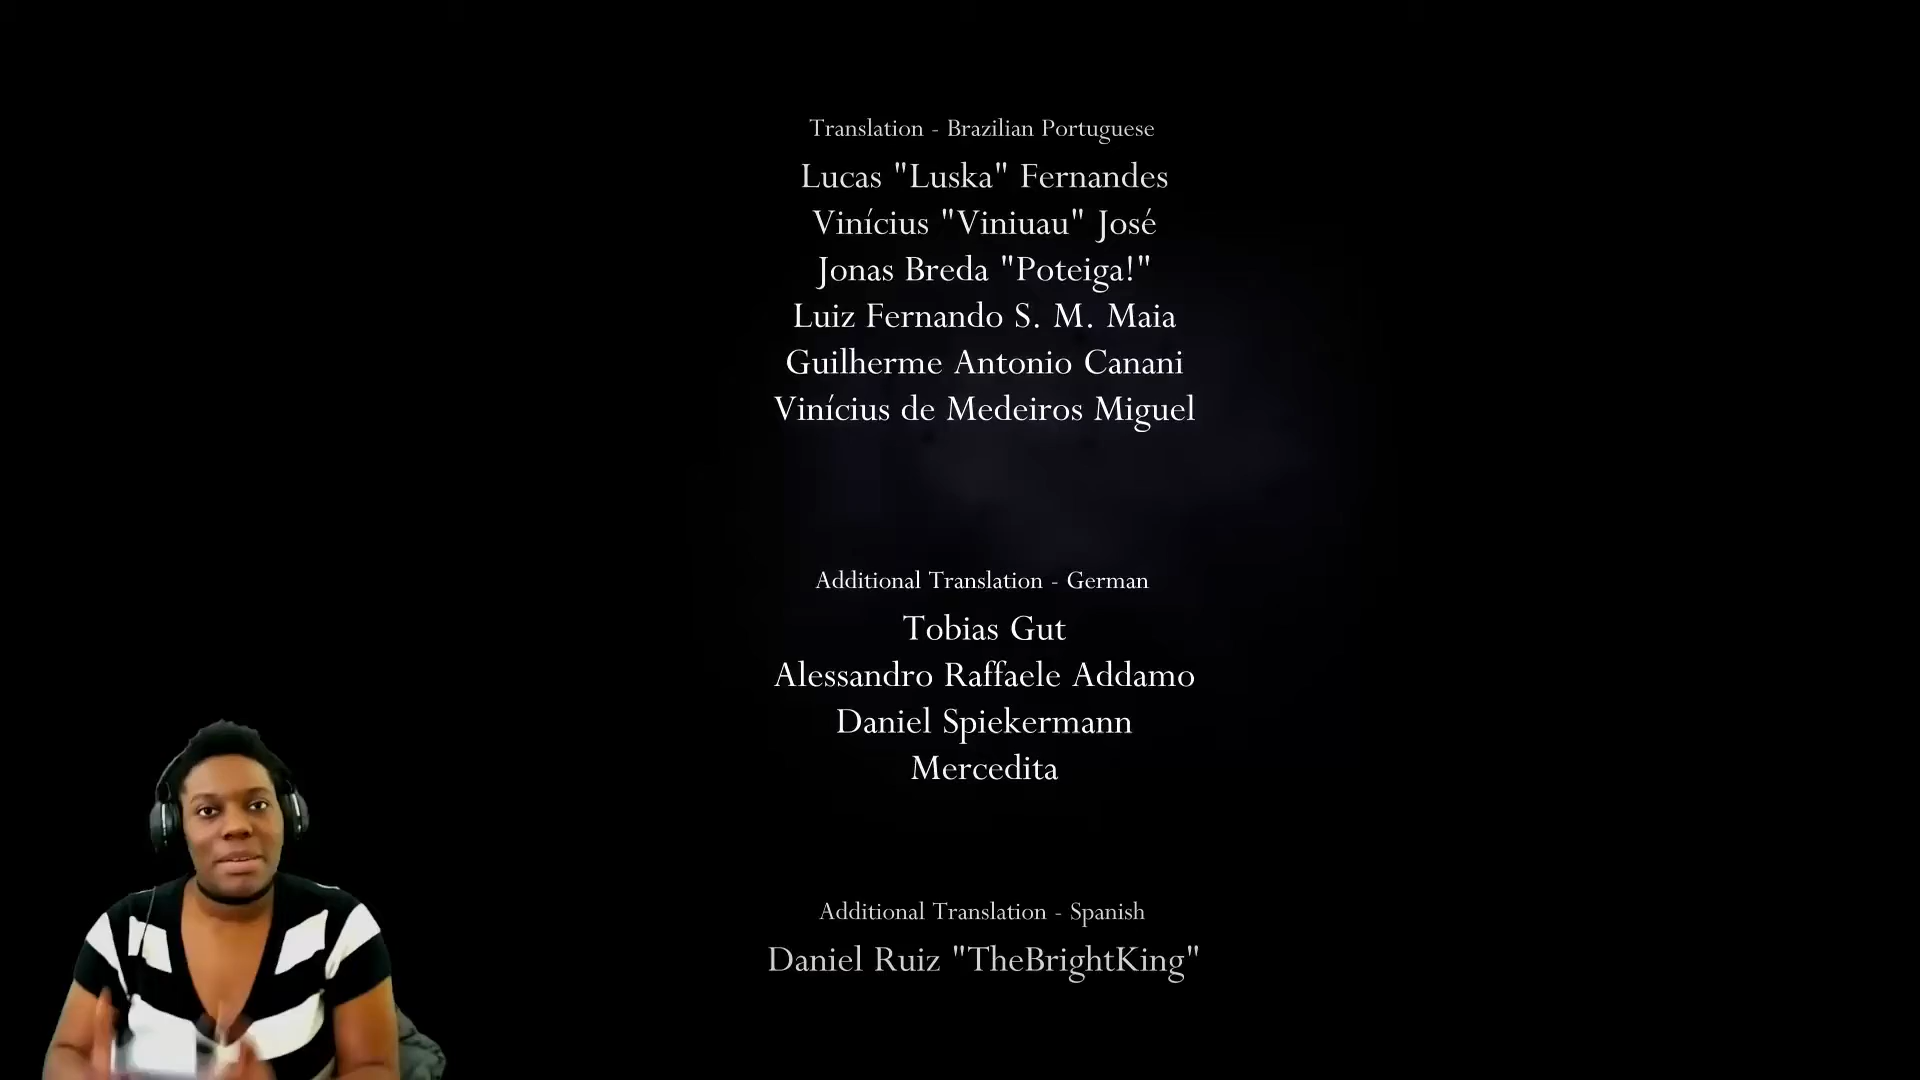 Translation - Brazilian Portuguese
Lucas "Luska" Fernandes
Vinícius "Viniuau" José
Jonas Breda "Poteiga!"
Luiz Fernando S. M. Maia
Guilherme Antonio Canani
Vinícius de Medeiros Miguel
Additional Translation - German
Tobias Gut
Alessandro Raffaele Addamo
Daniel Spiekermann
Mercedita
Additional Translation - Spanish
Daniel Ruiz "TheBrightKing"